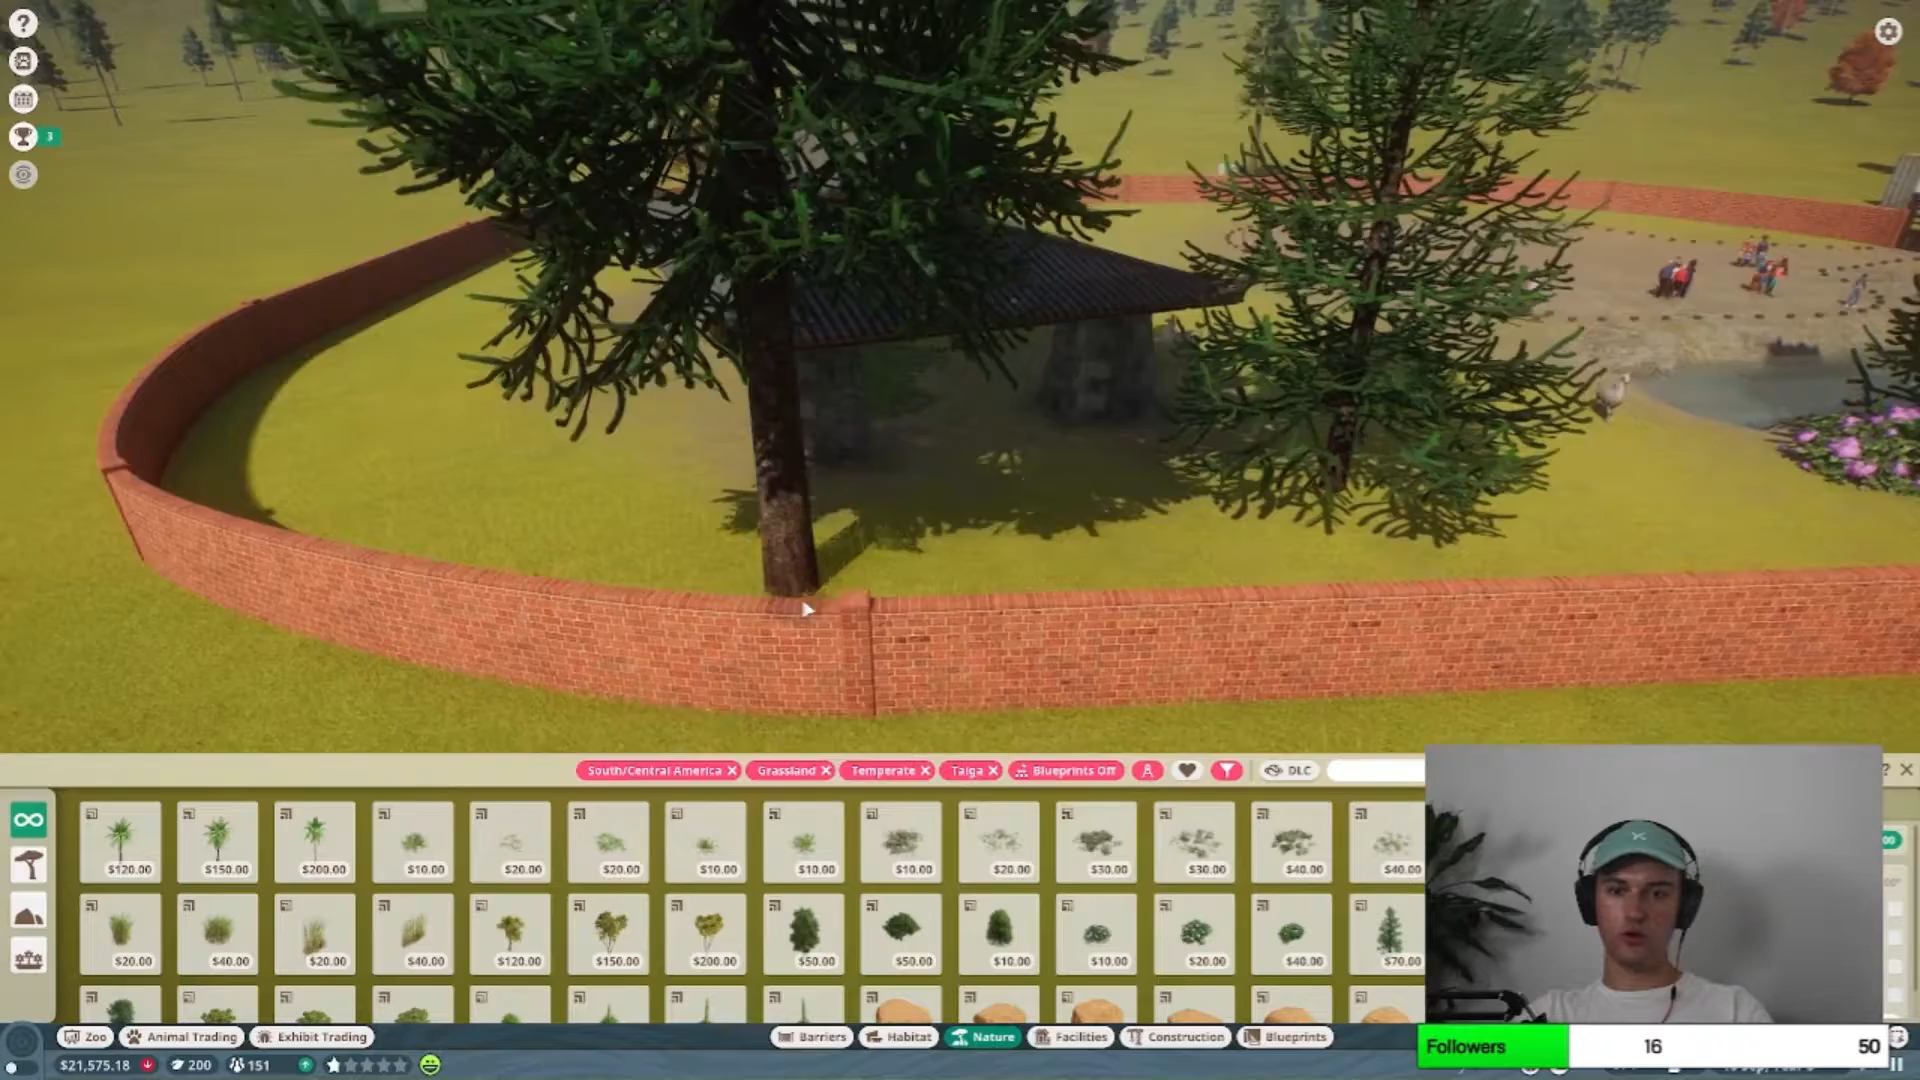 3
South/Central America ×
Grassland ×
Temperate ×
Taiga ×
Blueprints Off
DLC
?
$120.00
$150.00
$200.00
$10.00
$20.00
$20.00
$10.00
$10.00
$10.00
$20.00
$30.00
$30.00
$40.00
$40.00
$20.00
$40.00
$20.00
$40.00
$120.00
$150.00
$200.00
$50.00
$50.00
$10.00
$10.00
$20.00
$40.00
$70.00
Zoo
Animal Trading
Exhibit Trading
Barriers
Habitat
Nature
Facilities
Construction
Blueprints
$21,575.18
200
151
Followers
16
50